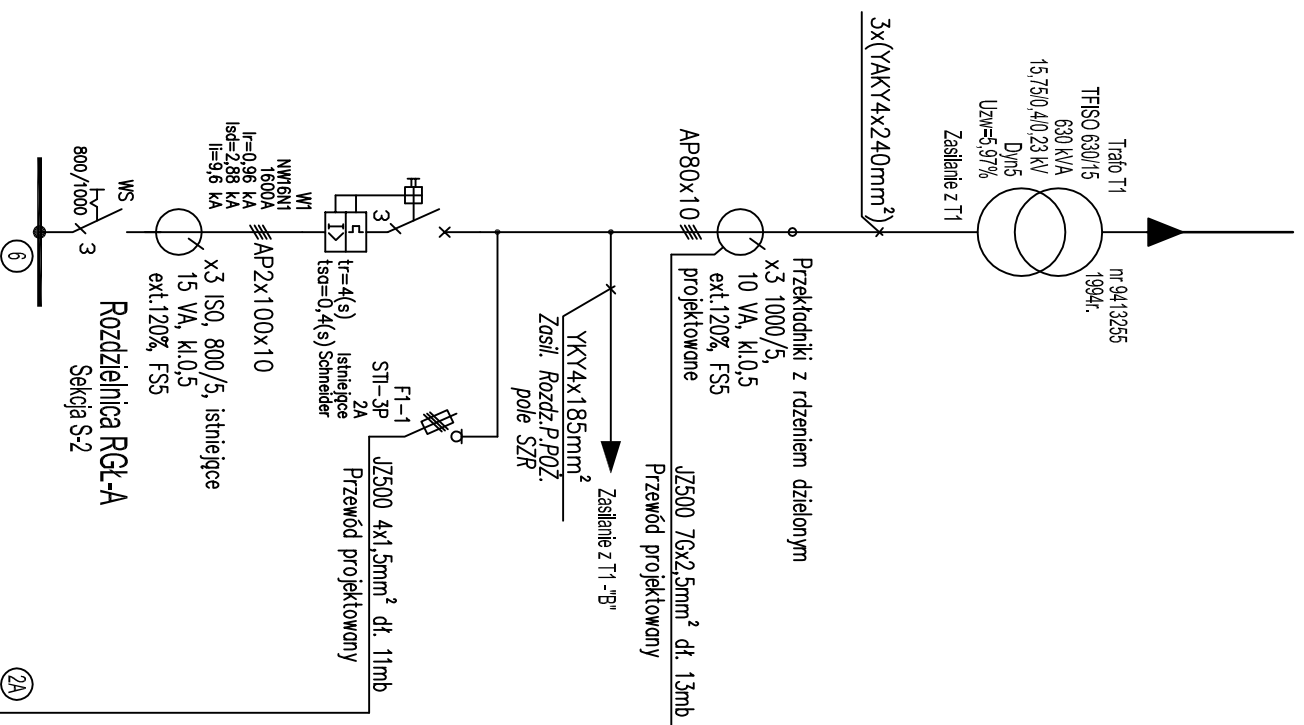 Trafo T1
TFISO 630/15
630 kVA
15,75/0,4/0,23 kV
Dyn5
Uzw=5,97%
Zasilanie z T1
nr 9413255
1994r.
3x(YAKY4x240mm²)
Przekładniki z rdzeniem dzielonym
x3 1000/5,
10 VA, kl.0,5
ext.120%, FS5
projektowane
AP80x10
JZ500 7Gx2,5mm² dł. 13mb
Przewód projektowany
Zasilanie z T1 -"B"
YKY4x185mm²
Zasil. Rozdz.P.POŻ.
pole SZR
F1-1
STI-3P
2A
Istniejące
JZ500 4x1,5mm² dł. 11mb
Przewód projektowany
3
W1
NW16N1
1600A
Ir=0,96 kA
Isd=2,88 kA
Ii=9,6 kA
I>
tr=4(s)
tsa=0,4(s) Schneider
AP2x100x10
x3 ISO, 800/5, istniejące
15 VA, kl.0,5
ext.120%, FS5
WS
800/1000
3
Rozdzielnica RGŁ-A
Sekcja S-2
6
2A